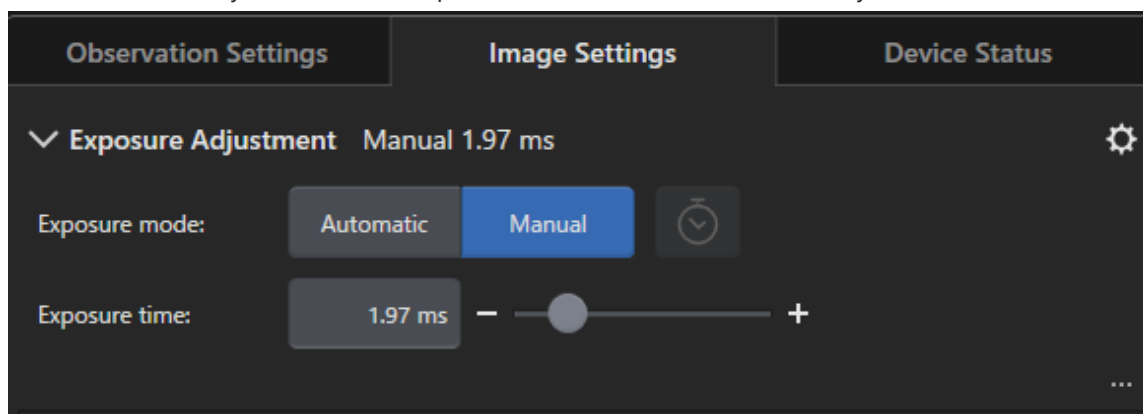 Observation Settings Image Settings Device Status
Exposure Adjustment Manual 1.97 ms
Exposure mode: Automatic Manual
Exposure time: 1.97 ms − +
...